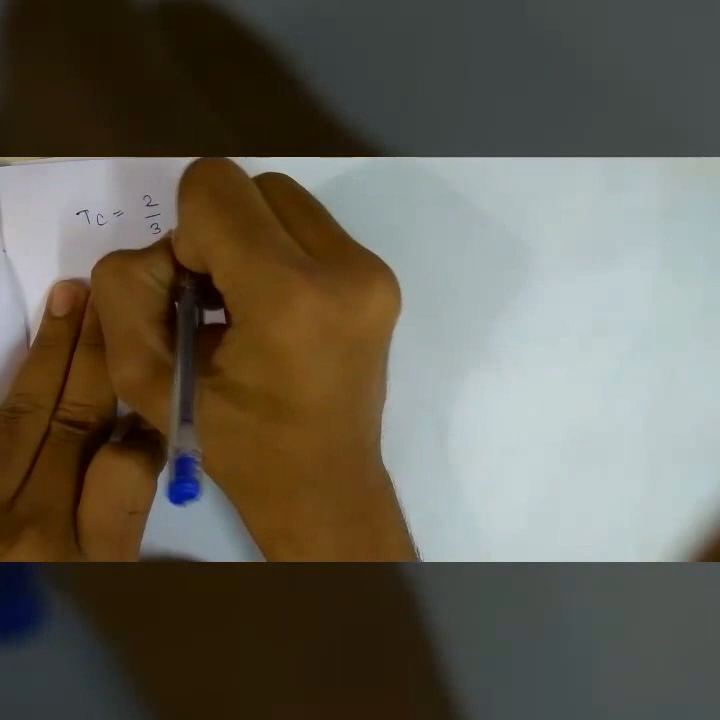 Tc = 2/3